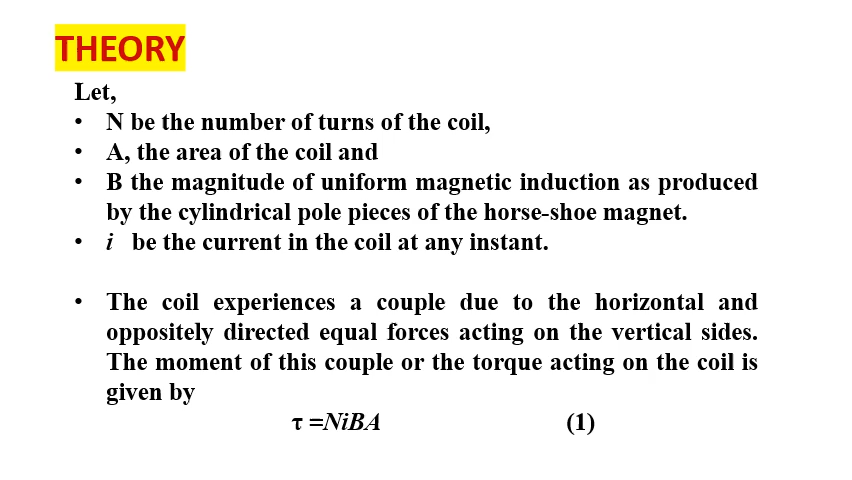 THEORY
Let,
• N be the number of turns of the coil,
• A, the area of the coil and
• B the magnitude of uniform magnetic induction as produced
by the cylindrical pole pieces of the horse-shoe magnet.
• i be the current in the coil at any instant.
• The coil experiences a couple due to the horizontal and
oppositely directed equal forces acting on the vertical sides.
The moment of this couple or the torque acting on the coil is
given by
τ =NiBA (1)